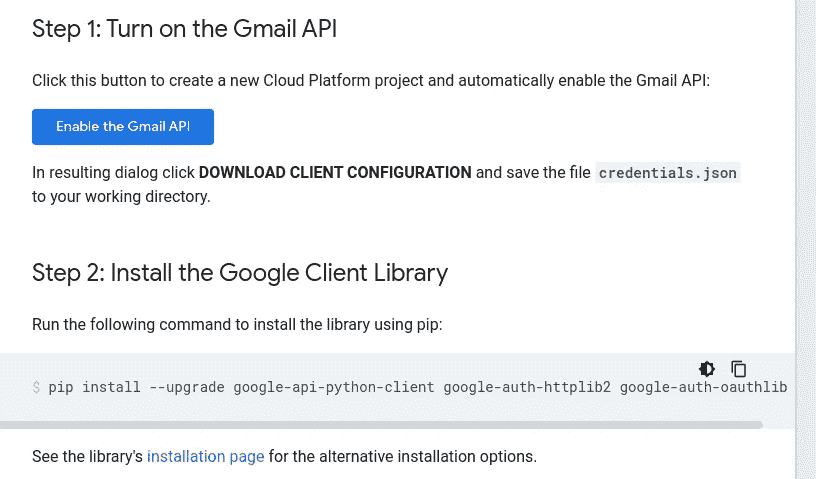 Step 1: Turn on the Gmail API
Click this button to create a new Cloud Platform project and automatically enable the Gmail API:
Enable the Gmail API
In resulting dialog click DOWNLOAD CLIENT CONFIGURATION and save the file credentials.json
to your working directory.
Step 2: Install the Google Client Library
Run the following command to install the library using pip:
$ pip install --upgrade google-api-python-client google-auth-httplib2 google-auth-oauthlib
See the library's installation page for the alternative installation options.